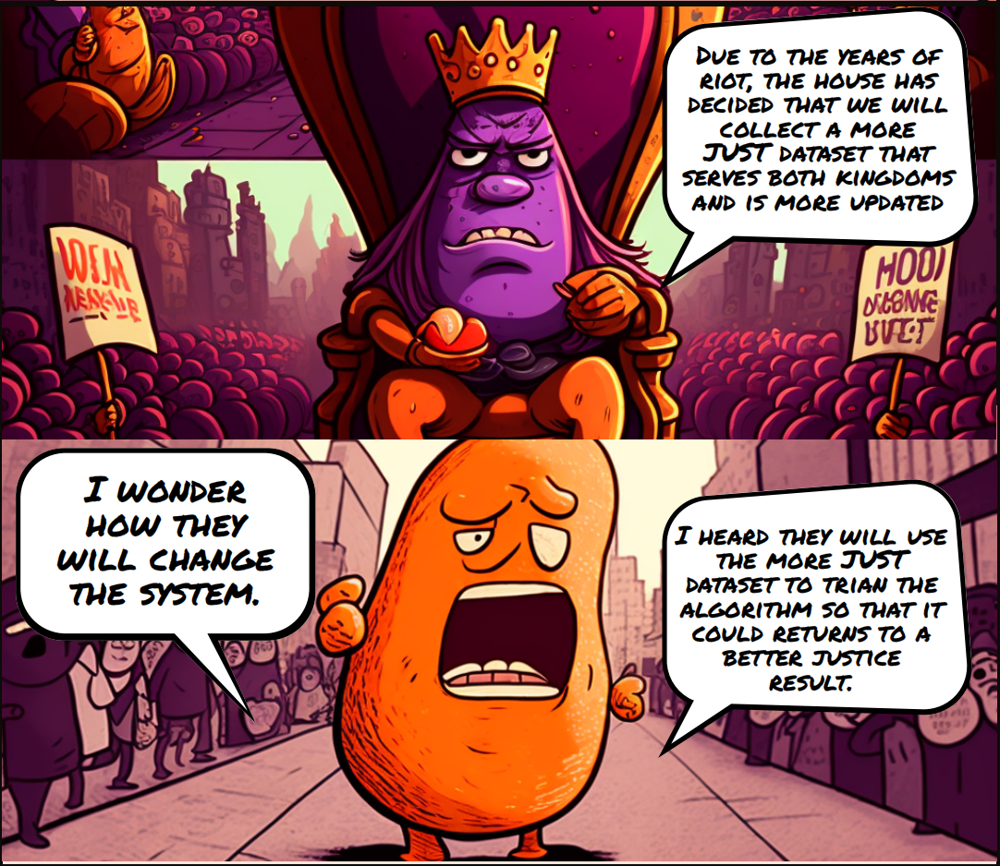 DUE TO THE YEARS OF
RIOT, THE HOUSE HAS
DECIDED THAT WE WILL
COLLECT A MORE
JUST DATASET THAT
SERVES BOTH KINGDOMS
AND IS MORE UPDATED
I WONDER
HOW THEY
WILL CHANGE
THE SYSTEM.
I HEARD THEY WILL USE
THE MORE JUST
DATASET TO TRIAN THE
ALGORITHM SO THAT IT
COULD RETURNS TO A
BETTER JUSTICE
RESULT.